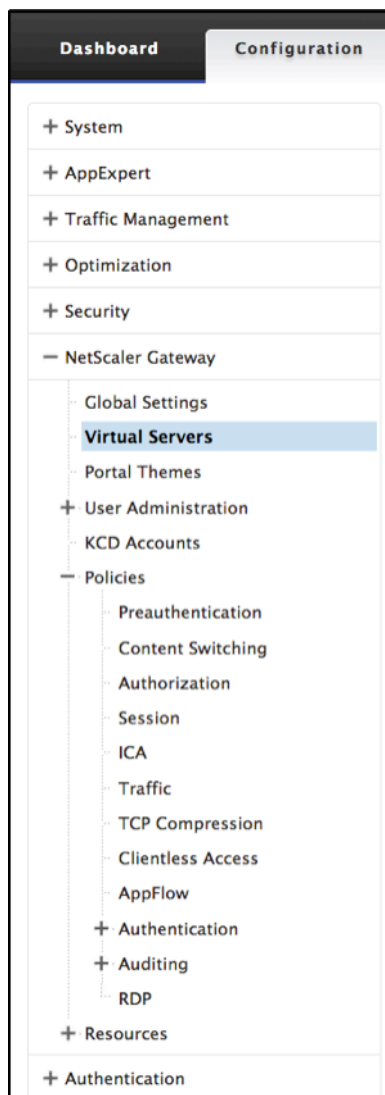 Dashboard Configuration
System
AppExpert
Traffic Management
Optimization
Security
NetScaler Gateway
Global Settings
Virtual Servers
Portal Themes
User Administration
KCD Accounts
Policies
Preauthentication
Content Switching
Authorization
Session
ICA
Traffic
TCP Compression
Clientless Access
AppFlow
Authentication
Auditing
RDP
Resources
Authentication